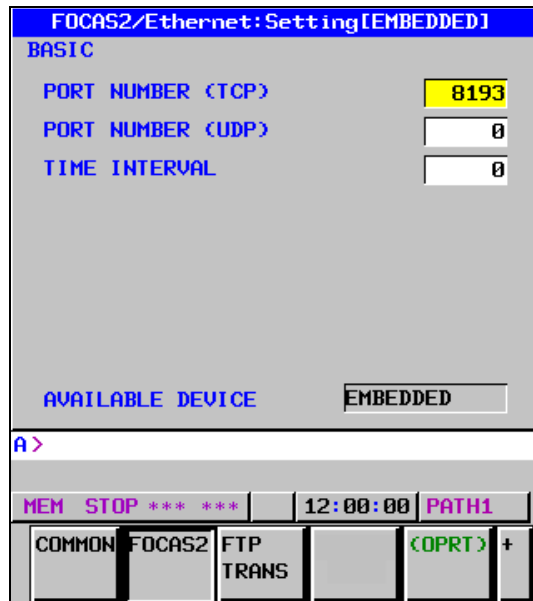 FOCAS2/Ethernet:Setting[EMBEDDED]
BASIC
PORT NUMBER (TCP) 8193
PORT NUMBER (UDP) 0
TIME INTERVAL 0
AVAILABLE DEVICE EMBEDDED
A>
MEM STOP *** *** 12:00:00 PATH1
COMMON FOCAS2 FTP (OPRT) +
TRANS